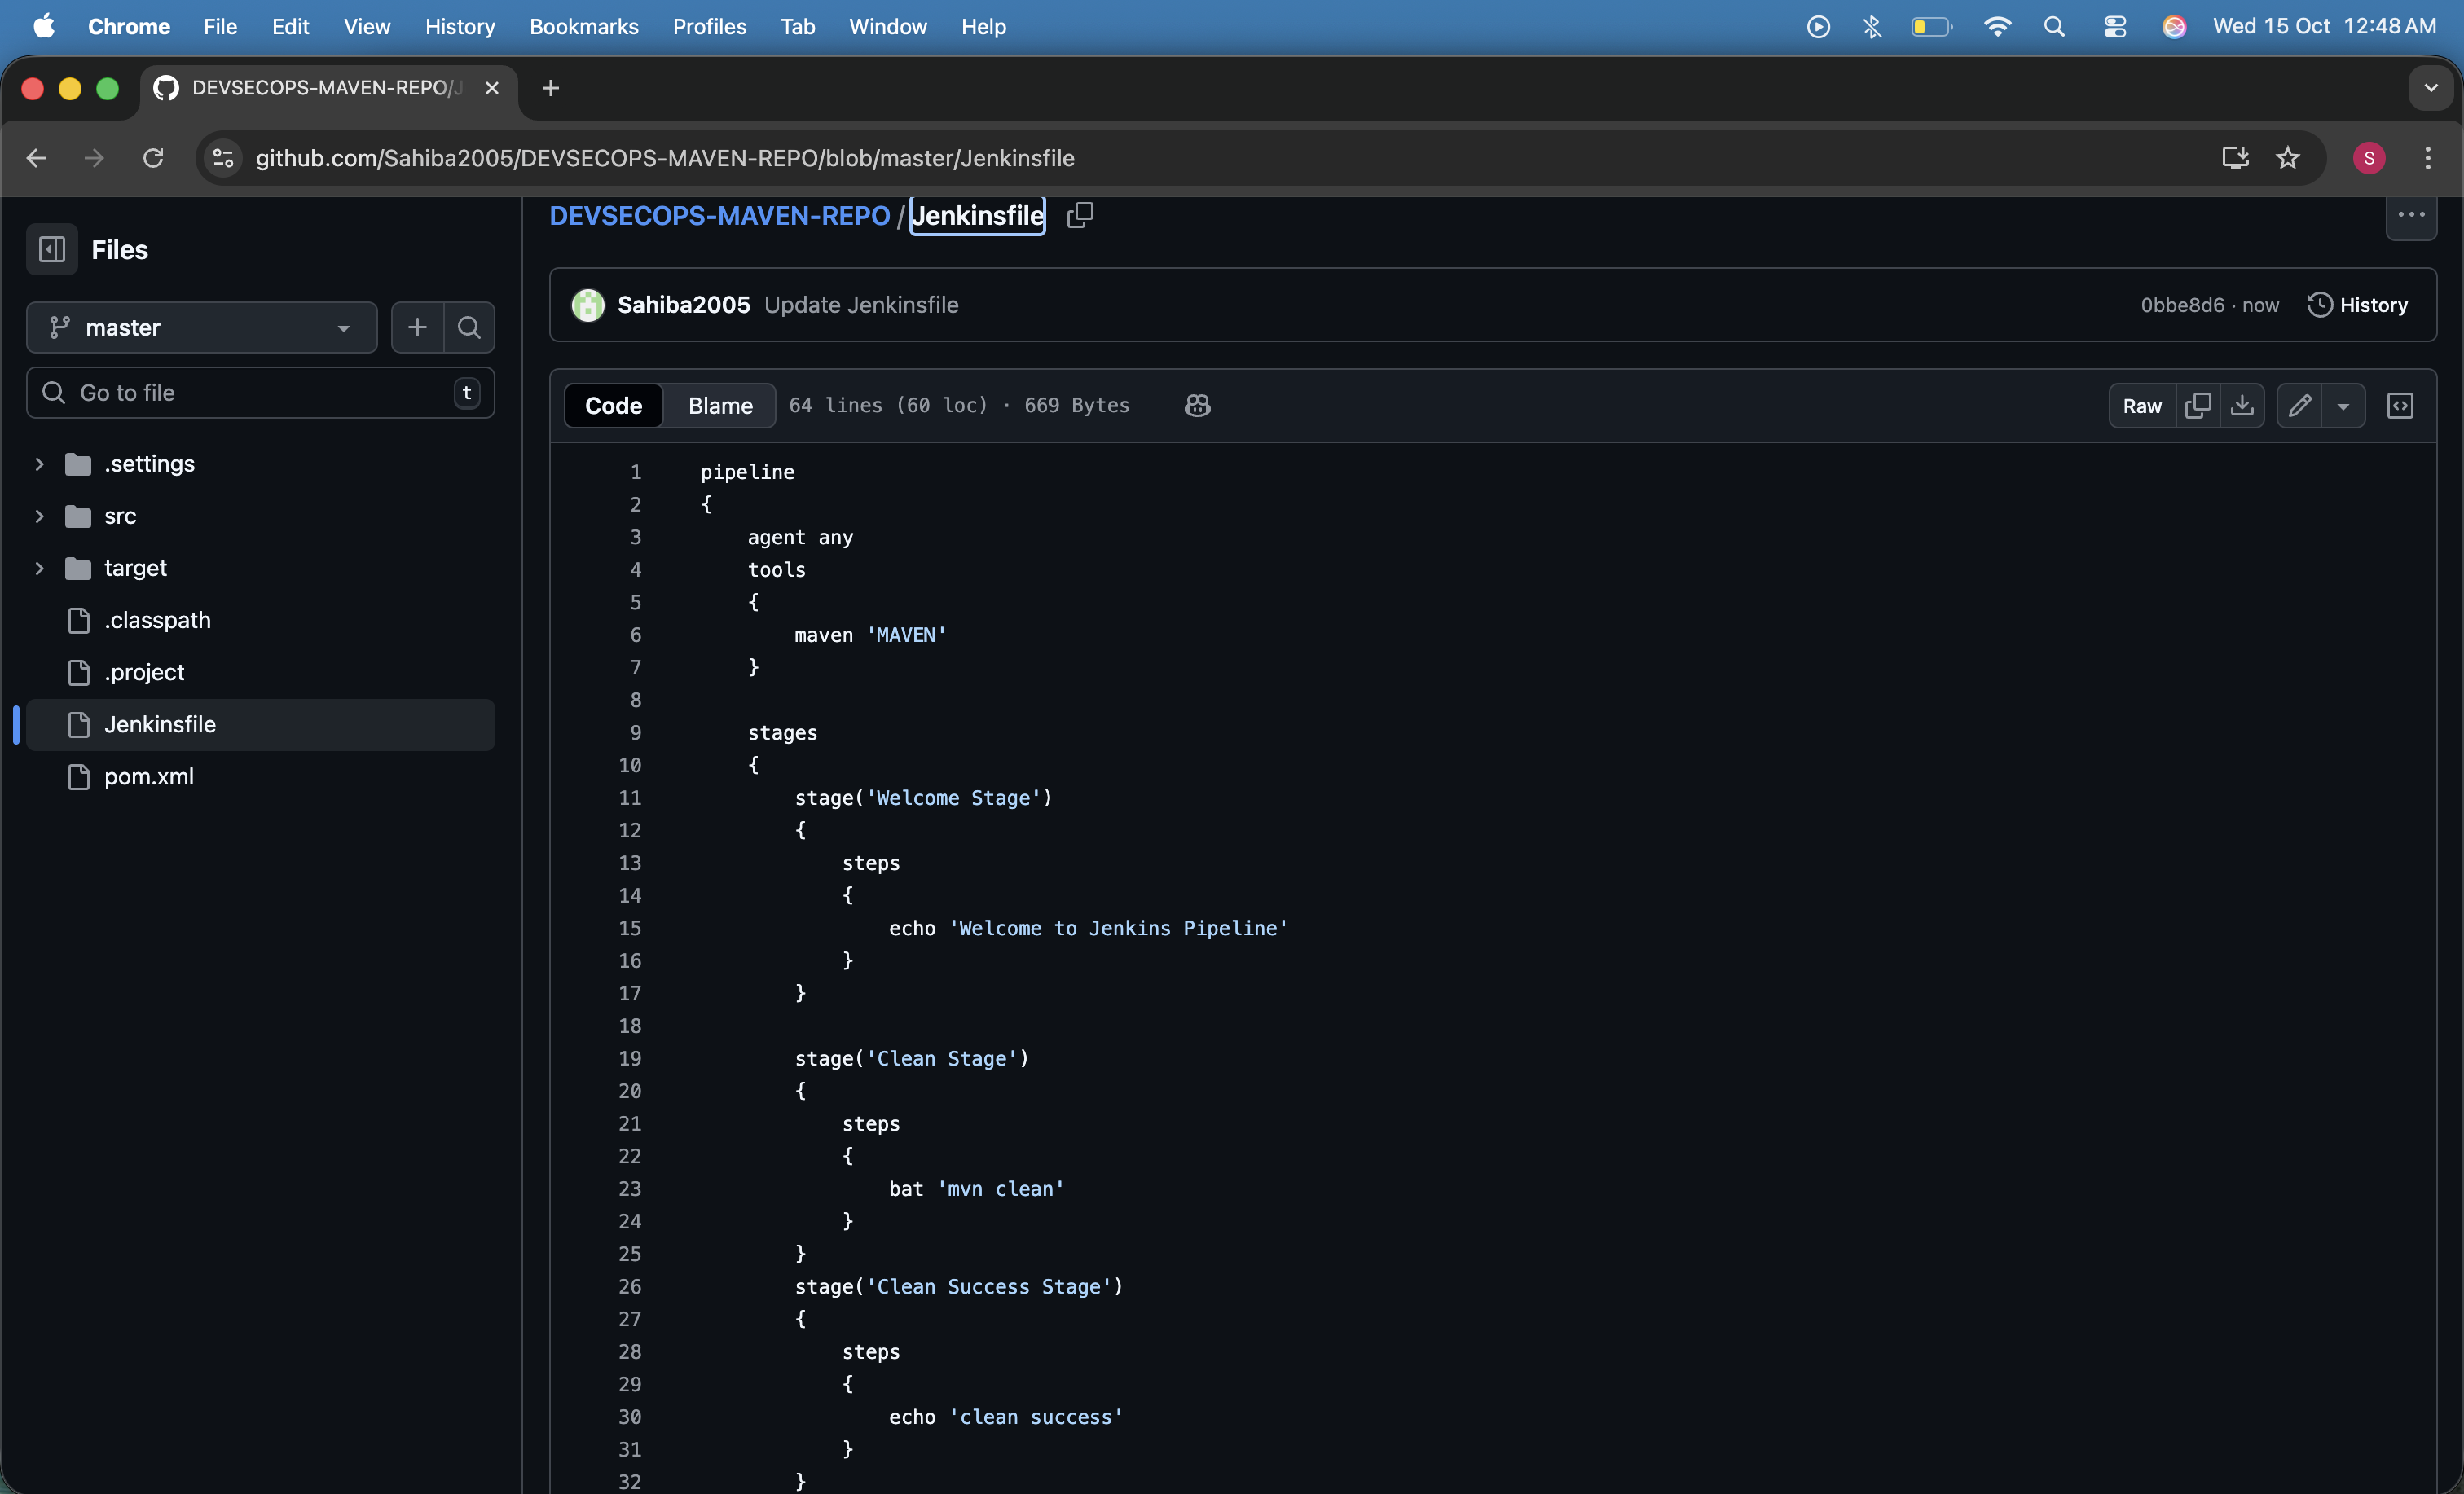 Chrome File Edit View History Bookmarks Profiles Tab Window Help Wed 15 Oct 12:48 AM
DEVSECOPS-MAVEN-REPO/J
github.com/Sahiba2005/DEVSECOPS-MAVEN-REPO/blob/master/Jenkinsfile S
Files
master
Go to file t
.settings
src
target
.classpath
.project
Jenkinsfile
pom.xml
DEVSECOPS-MAVEN-REPO/Jenkinsfile
Sahiba2005 Update Jenkinsfile 0bbe8d6 · now History
Code Blame 64 lines (60 loc) · 669 Bytes Raw
1 pipeline
2 {
3 agent any
4 tools
5 {
6 maven 'MAVEN'
7 }
8
9 stages
10 {
11 stage('Welcome Stage')
12 {
13 steps
14 {
15 echo 'Welcome to Jenkins Pipeline'
16 }
17 }
18
19 stage('Clean Stage')
20 {
21 steps
22 {
23 bat 'mvn clean'
24 }
25 }
26 stage('Clean Success Stage')
27 {
28 steps
29 {
30 echo 'clean success'
31 }
32 }